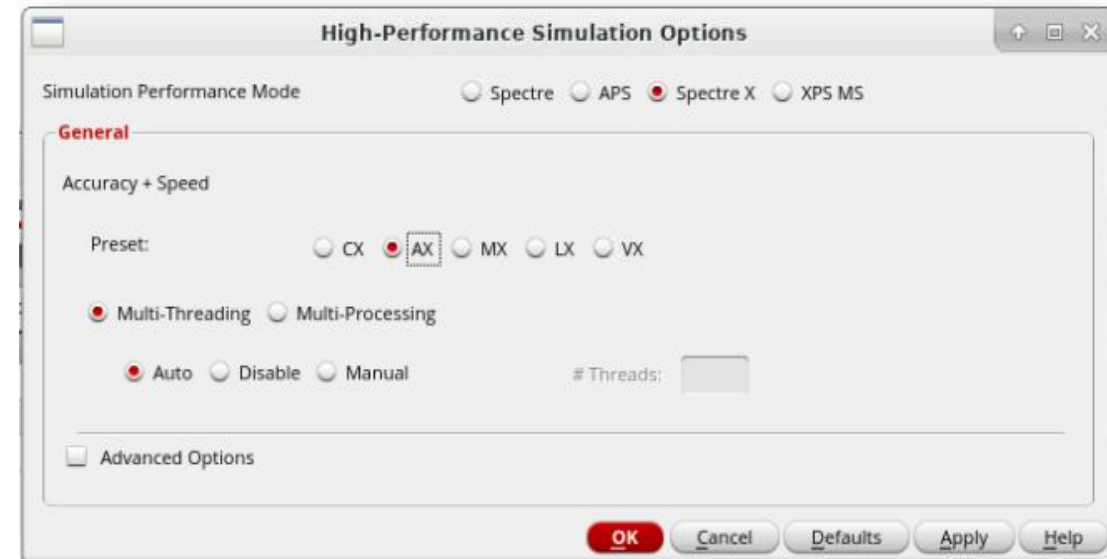 High-Performance Simulation Options
Simulation Performance Mode Spectre APS Spectre X XPS MS
General
Accuracy + Speed
Preset: CX AX MX LX VX
Multi-Threading Multi-Processing
Auto Disable Manual # Threads:
Advanced Options
OK Cancel Defaults Apply Help